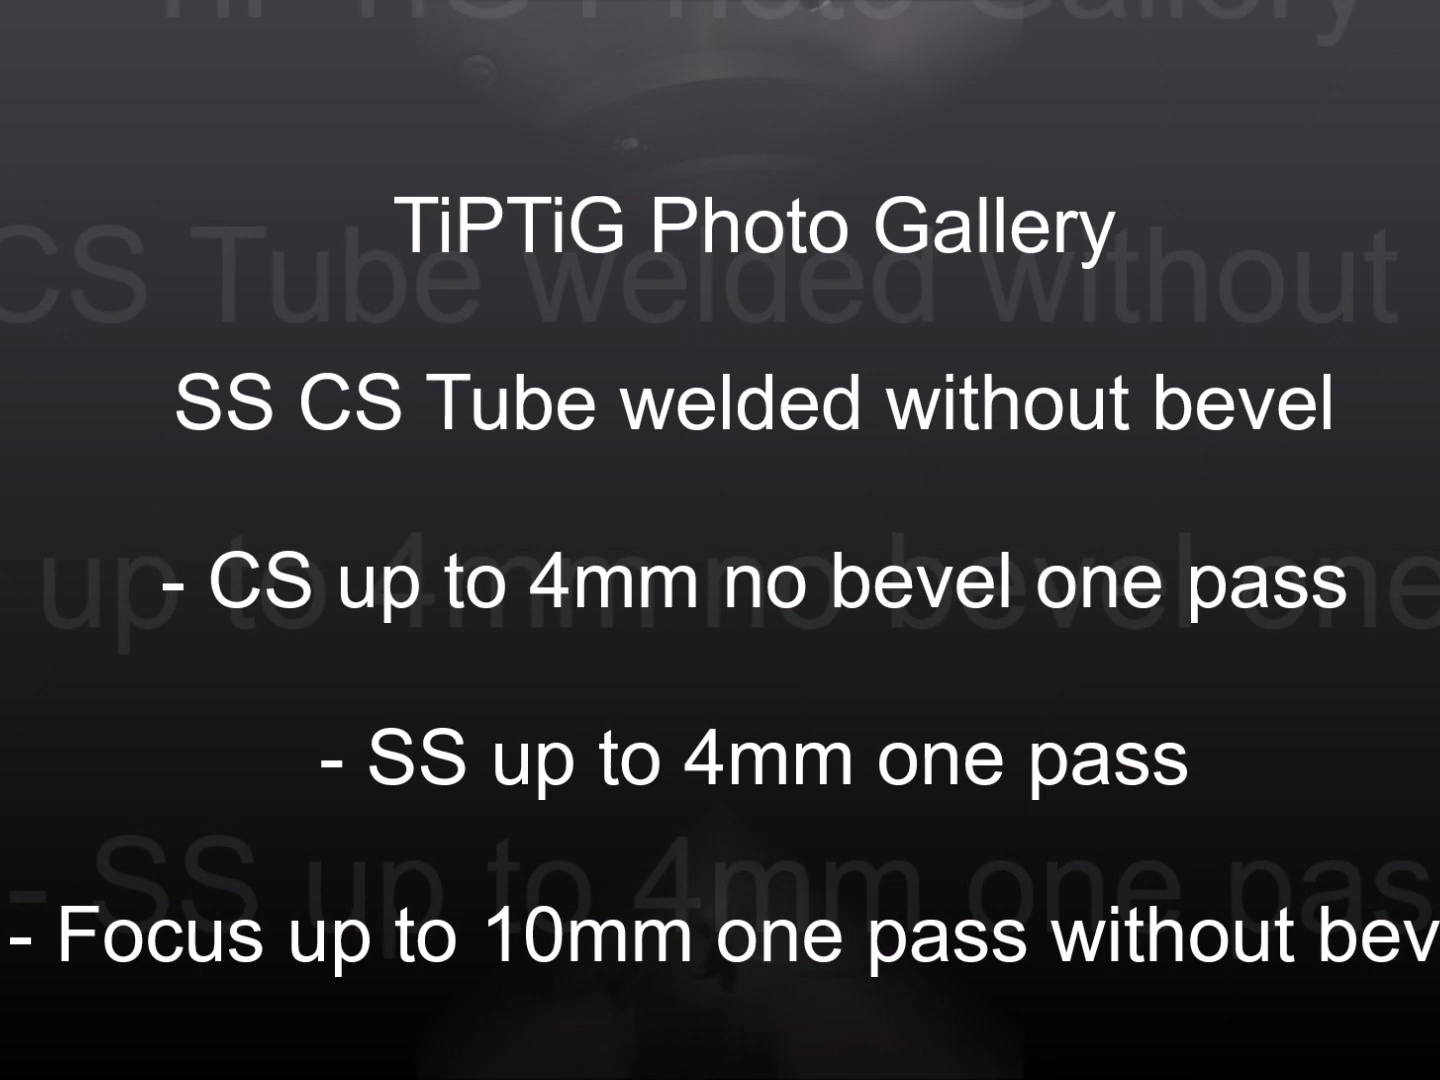 TiPTiG Photo Gallery
SS CS Tube welded without bevel
- CS up to 4mm no bevel one pass
- SS up to 4mm one pass
- Focus up to 10mm one pass without bev